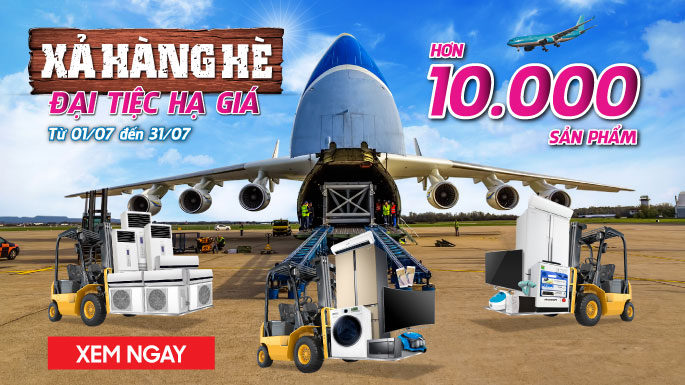 XẢ HÀNG HÈ
ĐẠI TIỆC HẠ GIÁ
Từ 01/07 đến 31/07
HƠN
10.000
SẢN PHẨM
XEM NGAY